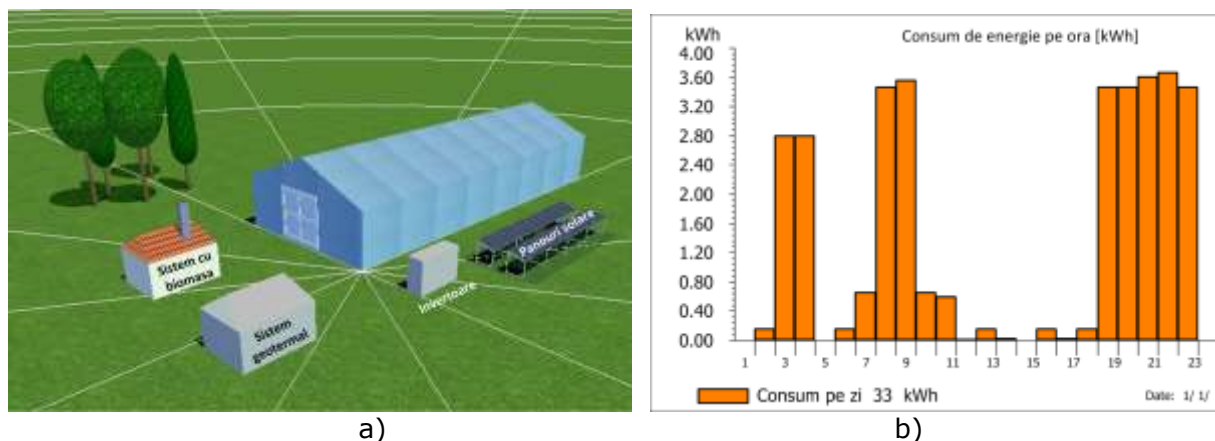 Sistem cu
biomasa
Sistem
geotermal
Invertoare
Panouri solare
a)
kWh
Consum de energie pe ora [kWh]
4.00
3.60
3.20
kWh
2.80
2.40
2.00
1.60
1.20
0.80
0.40
0.00
1 3 5 7 9 11 13 15 17 19 21 23
Consum pe zi 33 kWh
Date: 1/ 1/
b)